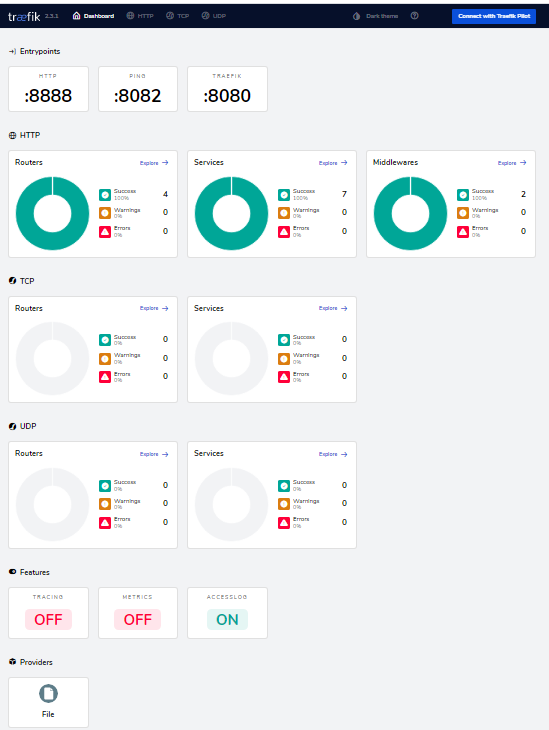 træfik 2.3.1 Dashboard HTTP TCP UDP Dark theme Connect with Traefik Pilot
Entrypoints
HTTP PING TRAEFIK
:8888 :8082 :8080
HTTP
Routers Explore
Success 4
100%
Warnings 0
0%
Errors 0
0%
Services Explore
Success 7
100%
Warnings 0
0%
Errors 0
0%
Middlewares Explore
Success 2
100%
Warnings 0
0%
Errors 0
0%
TCP
Routers Explore
Success 0
0%
Warnings 0
0%
Errors 0
0%
Services Explore
Success 0
0%
Warnings 0
0%
Errors 0
0%
UDP
Routers Explore
Success 0
0%
Warnings 0
0%
Errors 0
0%
Services Explore
Success 0
0%
Warnings 0
0%
Errors 0
0%
Features
TRACING METRICS ACCESSLOG
OFF OFF ON
Providers
File